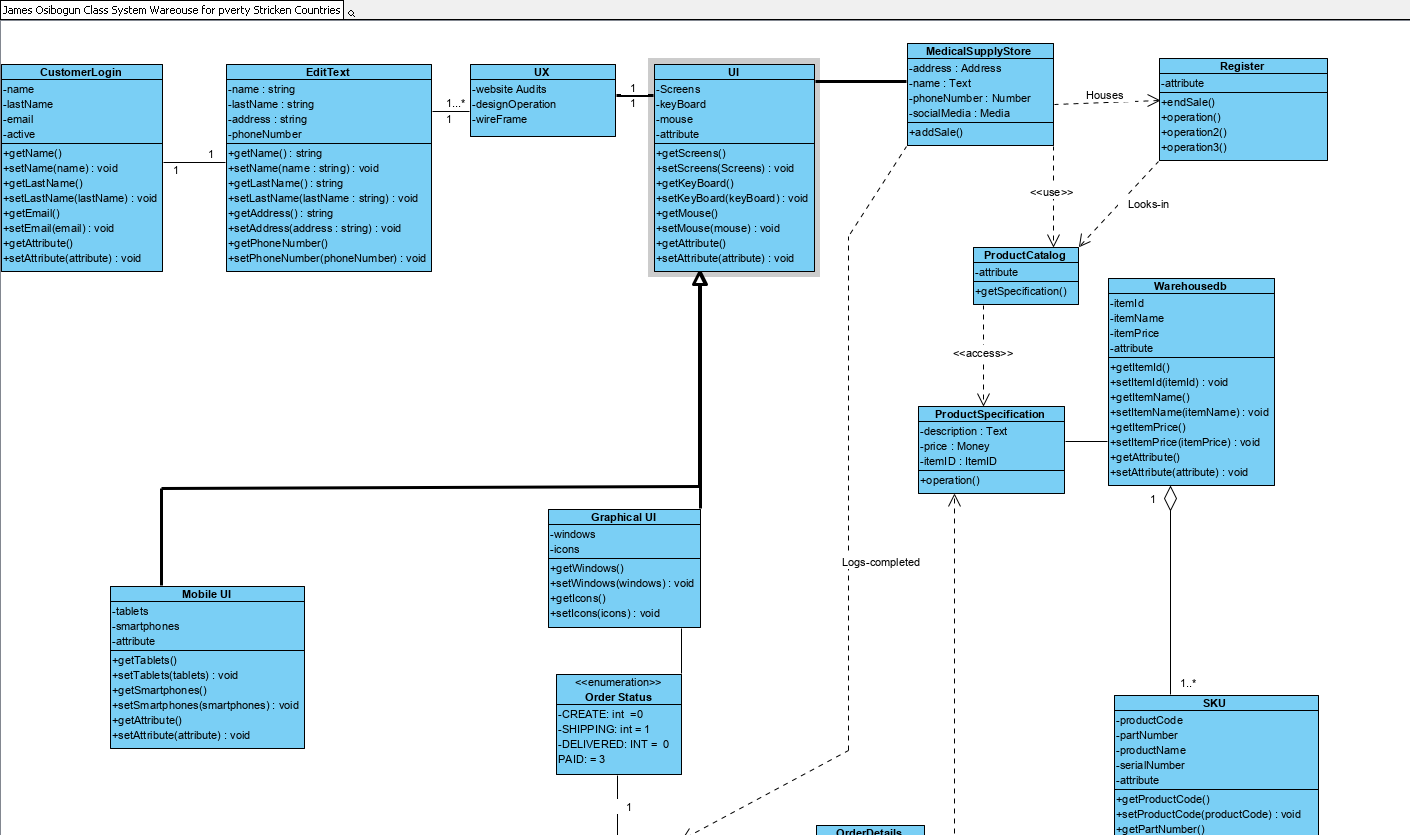 James Osibogun Class System Wareouse for pverty Stricken Countries
CustomerLogin
-name
-lastName
-email
-active
+getName()
+setName(name) : void
+getLastName()
+setLastName(lastName) : void
+getEmail()
+setEmail(email) : void
+getAttribute()
+setAttribute(attribute) : void
1
1
EditText
-name : string
-lastName : string
-address : string
-phoneNumber
+getName() : string
+setName(name : string) : void
+getLastName() : string
+setLastName(lastName : string) : void
+getAddress() : string
+setAddress(address : string) : void
+getPhoneNumber()
+setPhoneNumber(phoneNumber) : void
1..*
1
UX
-website Audits
-designOperation
-wireFrame
1
1
UI
-Screens
-keyBoard
-mouse
-attribute
+getScreens()
+setScreens(Screens) : void
+getKeyBoard()
+setKeyBoard(keyBoard) : void
+getMouse()
+setMouse(mouse) : void
+getAttribute()
+setAttribute(attribute) : void
MedicalSupplyStore
-address : Address
-name : Text
-phoneNumber : Number
-socialMedia : Media
+addSale()
Houses
Register
-attribute
+endSale()
+operation()
+operation2()
+operation3()
<<use>>
Looks-in
ProductCatalog
-attribute
+getSpecification()
<<access>>
Warehousedb
-itemId
-itemName
-itemPrice
-attribute
+getItemId()
+setItemId(itemId) : void
+getItemName()
+setItemName(itemName) : void
+getItemPrice()
+setItemPrice(itemPrice) : void
+getAttribute()
+setAttribute(attribute) : void
ProductSpecification
-description : Text
-price : Money
-itemID : ItemID
+operation()
1
1..*
Graphical UI
-windows
-icons
+getWindows()
+setWindows(windows) : void
+getIcons()
+setIcons(icons) : void
Logs-completed
Mobile UI
-tablets
-smartphones
-attribute
+getTablets()
+setTablets(tablets) : void
+getSmartphones()
+setSmartphones(smartphones) : void
+getAttribute()
+setAttribute(attribute) : void
<<enumeration>>
Order Status
-CREATE: int =0
-SHIPPING: int = 1
-DELIVERED: INT = 0
PAID: = 3
1
SKU
-productCode
-partNumber
-productName
-serialNumber
-attribute
+getProductCode()
+setProductCode(productCode) : void
+getPartNumber()
OrderDetails